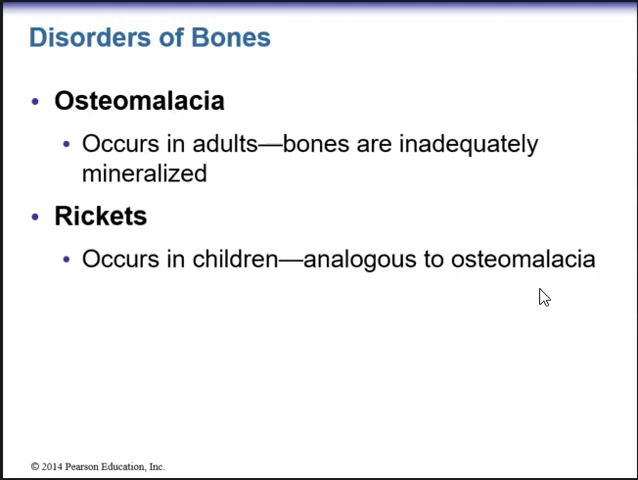 Disorders of Bones
• Osteomalacia
• Occurs in adults—bones are inadequately
mineralized
• Rickets
• Occurs in children—analogous to osteomalacia
© 2014 Pearson Education, Inc.